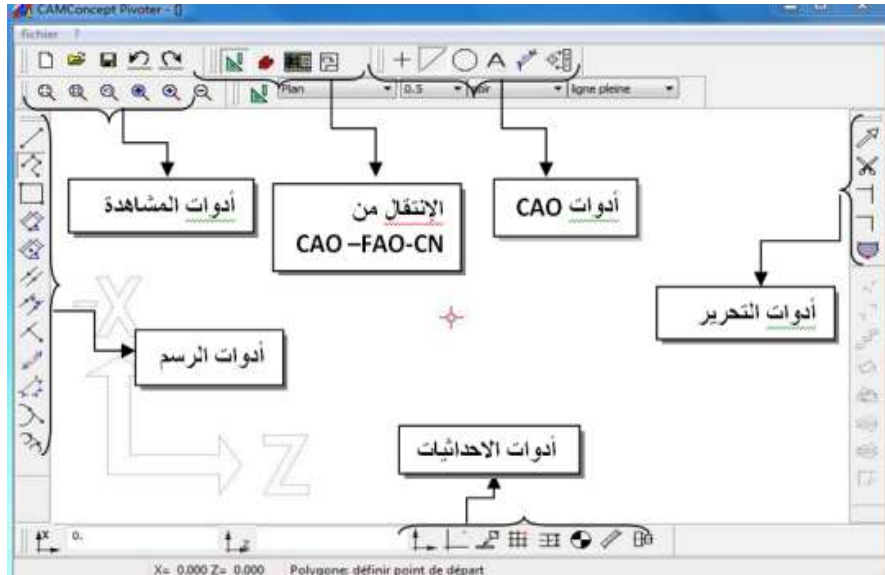 CAMConcept Pivoter - []
fichier ?
Plan 0.5 ligne pleine
أدوات المشاهدة
الإنتقال من
CAO –FAO-CN
أدوات CAO
أدوات التحرير
-X
أدوات الرسم
Z
أدوات الاحداثيات
X 0. Z
X= 0.000 Z= 0.000 Polygone: définir point de départ